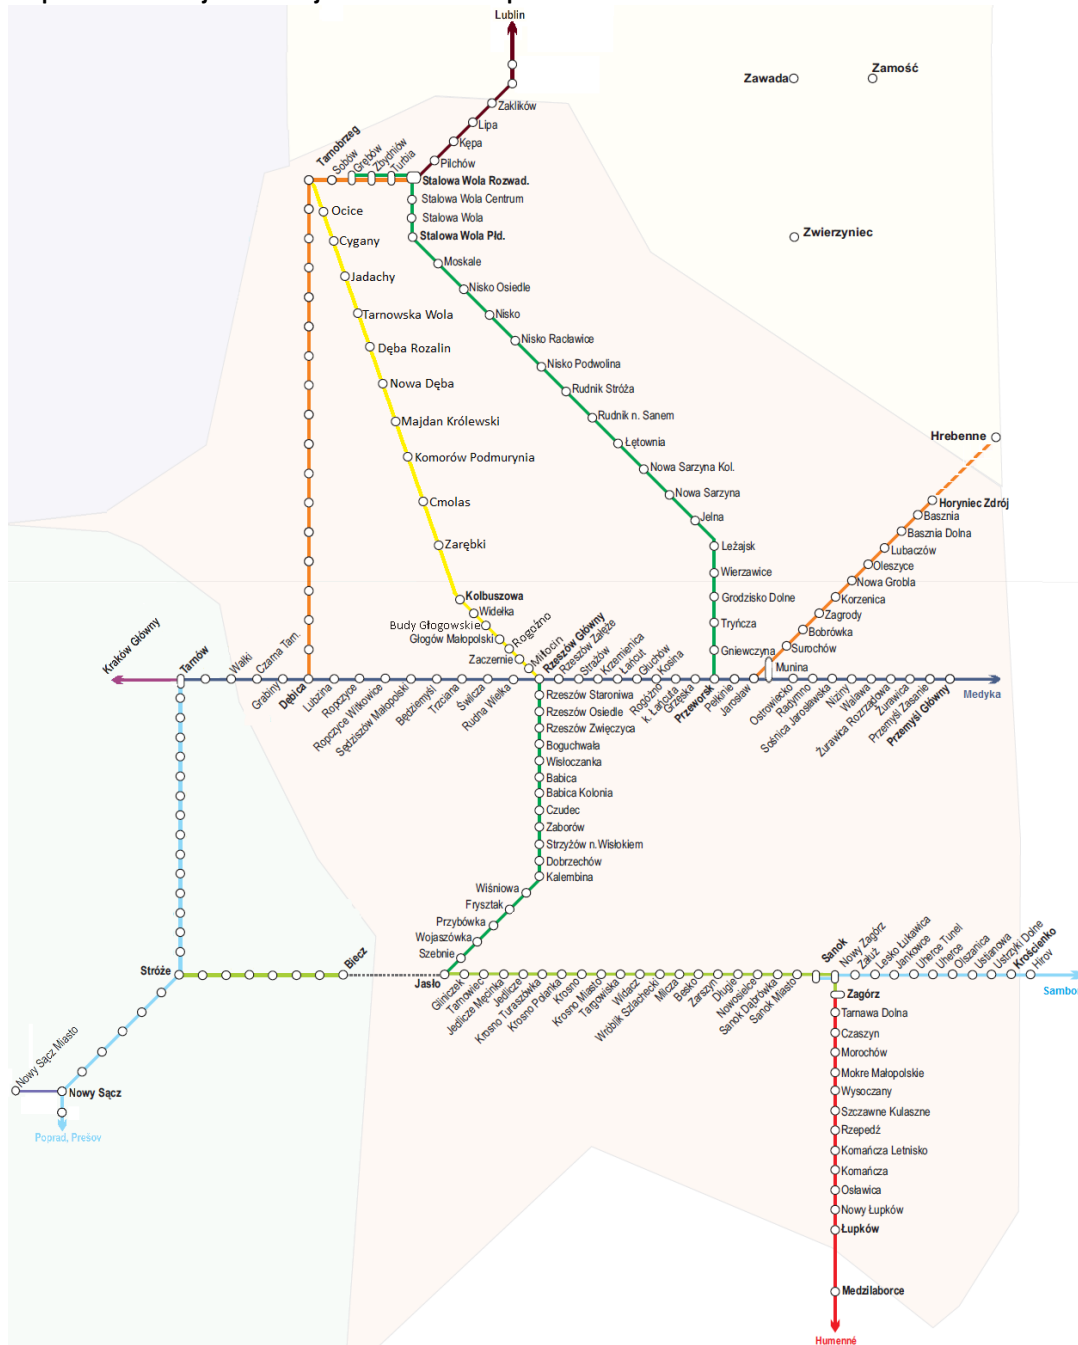 Lublin
Zaklików
Lipa
Kępa
Pilchów
Zawada
Zamość
Zwierzyniec
Tarnobrzeg
Sobów
Grębów
Zbydniów
Turbia
Stalowa Wola Rozwad.
Stalowa Wola Centrum
Stalowa Wola
Stalowa Wola Płd.
Ocice
Cygany
Jadachy
Tarnowska Wola
Dęba Rozalin
Nowa Dęba
Majdan Królewski
Komorów Podmurynia
Cmolas
Zarębki
Kolbuszowa
Widełka
Budy Głogowskie
Głogów Małopolski
Rogoźno
Zaczernie
Miłocin
Moskale
Nisko Osiedle
Nisko
Nisko Racławice
Nisko Podwolina
Rudnik Stróża
Rudnik n. Sanem
Łętownia
Nowa Sarzyna Kol.
Nowa Sarzyna
Jelna
Leżajsk
Wierzawice
Grodzisko Dolne
Tryńcza
Gniewczyna
Hrebenne
Horyniec Zdrój
Basznia
Basznia Dolna
Lubaczów
Oleszyce
Nowa Grobla
Korzenica
Zagrody
Bobrówka
Surochów
Munina
Kraków Główny
Tarnów
Wałki
Czarna Tarn.
Grabiny
Dębica
Lubzina
Ropczyce
Ropczyce Witkowice
Sędziszów Małopolski
Będziemyśl
Trzciana
Świlcza
Rudna Wielka
Rzeszów Główny
Rzeszów Załęże
Strażów
Krzemienica
Łańcut
Głuchów
Kosina
Rogóżno
k. Łańcuta
Grzęska
Przeworsk
Pełkinie
Jarosław
Ostrowiecko
Radymno
Sośnica Jarosławska
Niziny
Walawa
Żurawica Rozrządowa
Żurawica
Przemyśl Zasanie
Przemyśl Główny
Medyka
Rzeszów Staroniwa
Rzeszów Osiedle
Rzeszów Zwięczyca
Boguchwała
Wisłoczanka
Babica
Babica Kolonia
Czudec
Zaborów
Strzyżów n.Wisłokiem
Dobrzechów
Kalembina
Wiśniowa
Frysztak
Przybówka
Wojaszówka
Szebnie
Stróże
Biecz
Jasło
Gliniczek
Tarnowiec
Jedlicze Męcinka
Jedlicze
Krosno Turaszówka
Krosno Polanka
Krosno
Krosno Miasto
Targowiska
Widacz
Wróblik Szlachecki
Milcza
Besko
Zarszyn
Długie
Nowosielce
Sanok Dąbrówka
Sanok Miasto
Sanok
Nowy Zagórz
Załuż
Lesko Łukawica
Jankowce
Uherce Tunel
Uherce
Olszanica
Ustianowa
Ustrzyki Dolne
Krościenko
Hirov
Sambor
Zagórz
Tarnawa Dolna
Czaszyn
Morochów
Mokre Małopolskie
Wysoczany
Szczawne Kulaszne
Rzepedź
Komańcza Letnisko
Komańcza
Osławica
Nowy Łupków
Łupków
Medzilaborce
Humenné
Nowy Sącz Miasto
Nowy Sącz
Poprad, Prešov